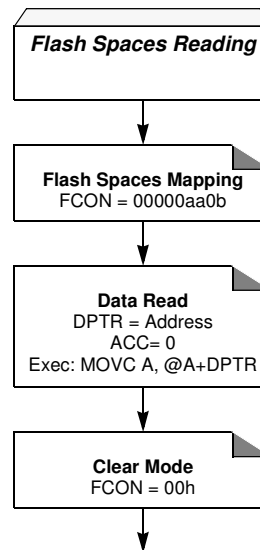 Flash Spaces Reading
Flash Spaces Mapping
FCON = 00000aa0b
Data Read
DPTR = Address
ACC= 0
Exec: MOVC A, @A+DPTR
Clear Mode
FCON = 00h